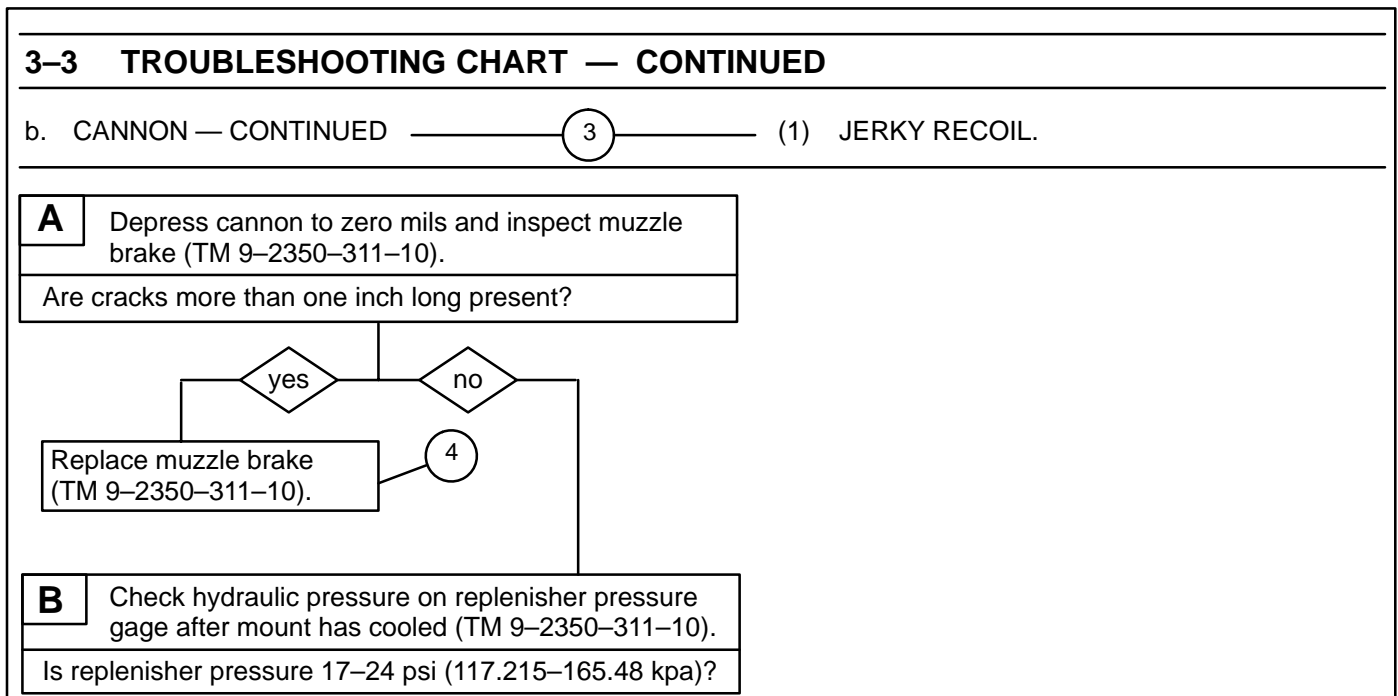 3–3 TROUBLESHOOTING CHART — CONTINUED
b. CANNON — CONTINUED 3 (1) JERKY RECOIL.
A Depress cannon to zero mils and inspect muzzle
brake (TM 9–2350–311–10).
Are cracks more than one inch long present?
yes no
Replace muzzle brake 4
(TM 9–2350–311–10).
B Check hydraulic pressure on replenisher pressure
gage after mount has cooled (TM 9–2350–311–10).
Is replenisher pressure 17–24 psi (117.215–165.48 kpa)?